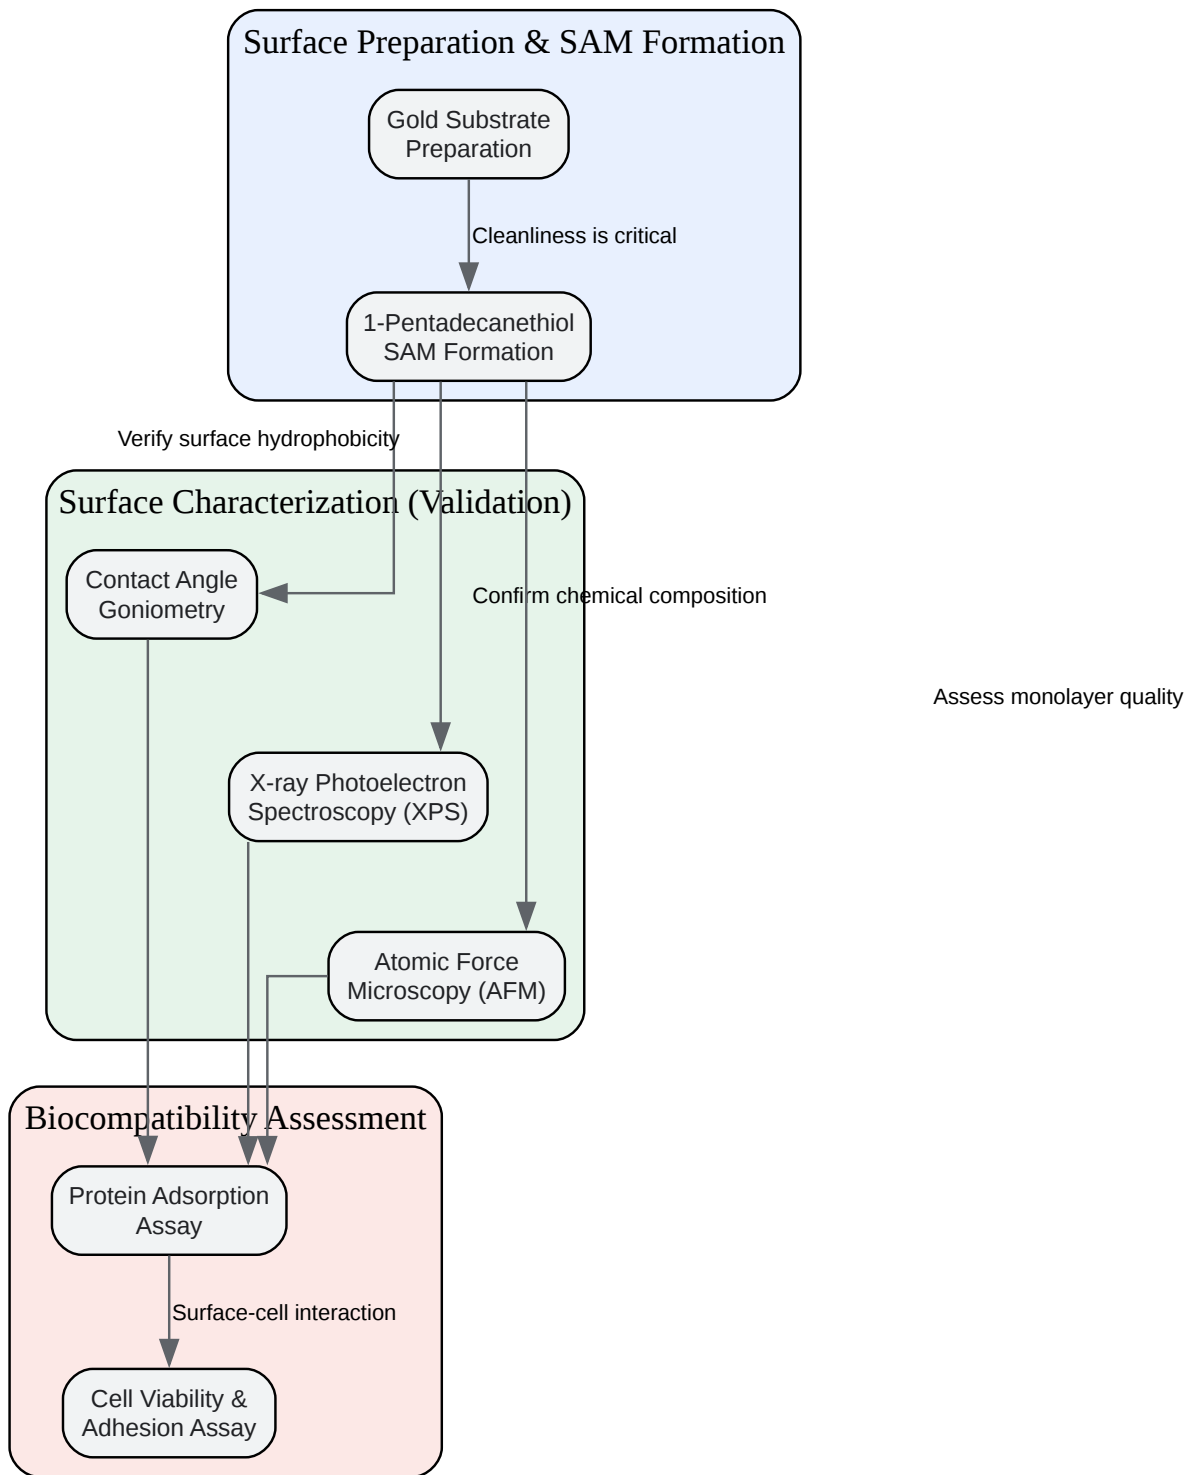 Surface Preparation & SAM Formation
Gold Substrate
Preparation
Cleanliness is critical
1-Pentadecanethiol
SAM Formation
Verify surface hydrophobicity
Surface Characterization (Validation)
Contact Angle
Goniometry
Confirm chemical composition
Assess monolayer quality
X-ray Photoelectron
Spectroscopy (XPS)
Atomic Force
Microscopy (AFM)
Biocompatibility Assessment
Protein Adsorption
Assay
Surface-cell interaction
Cell Viability &
Adhesion Assay